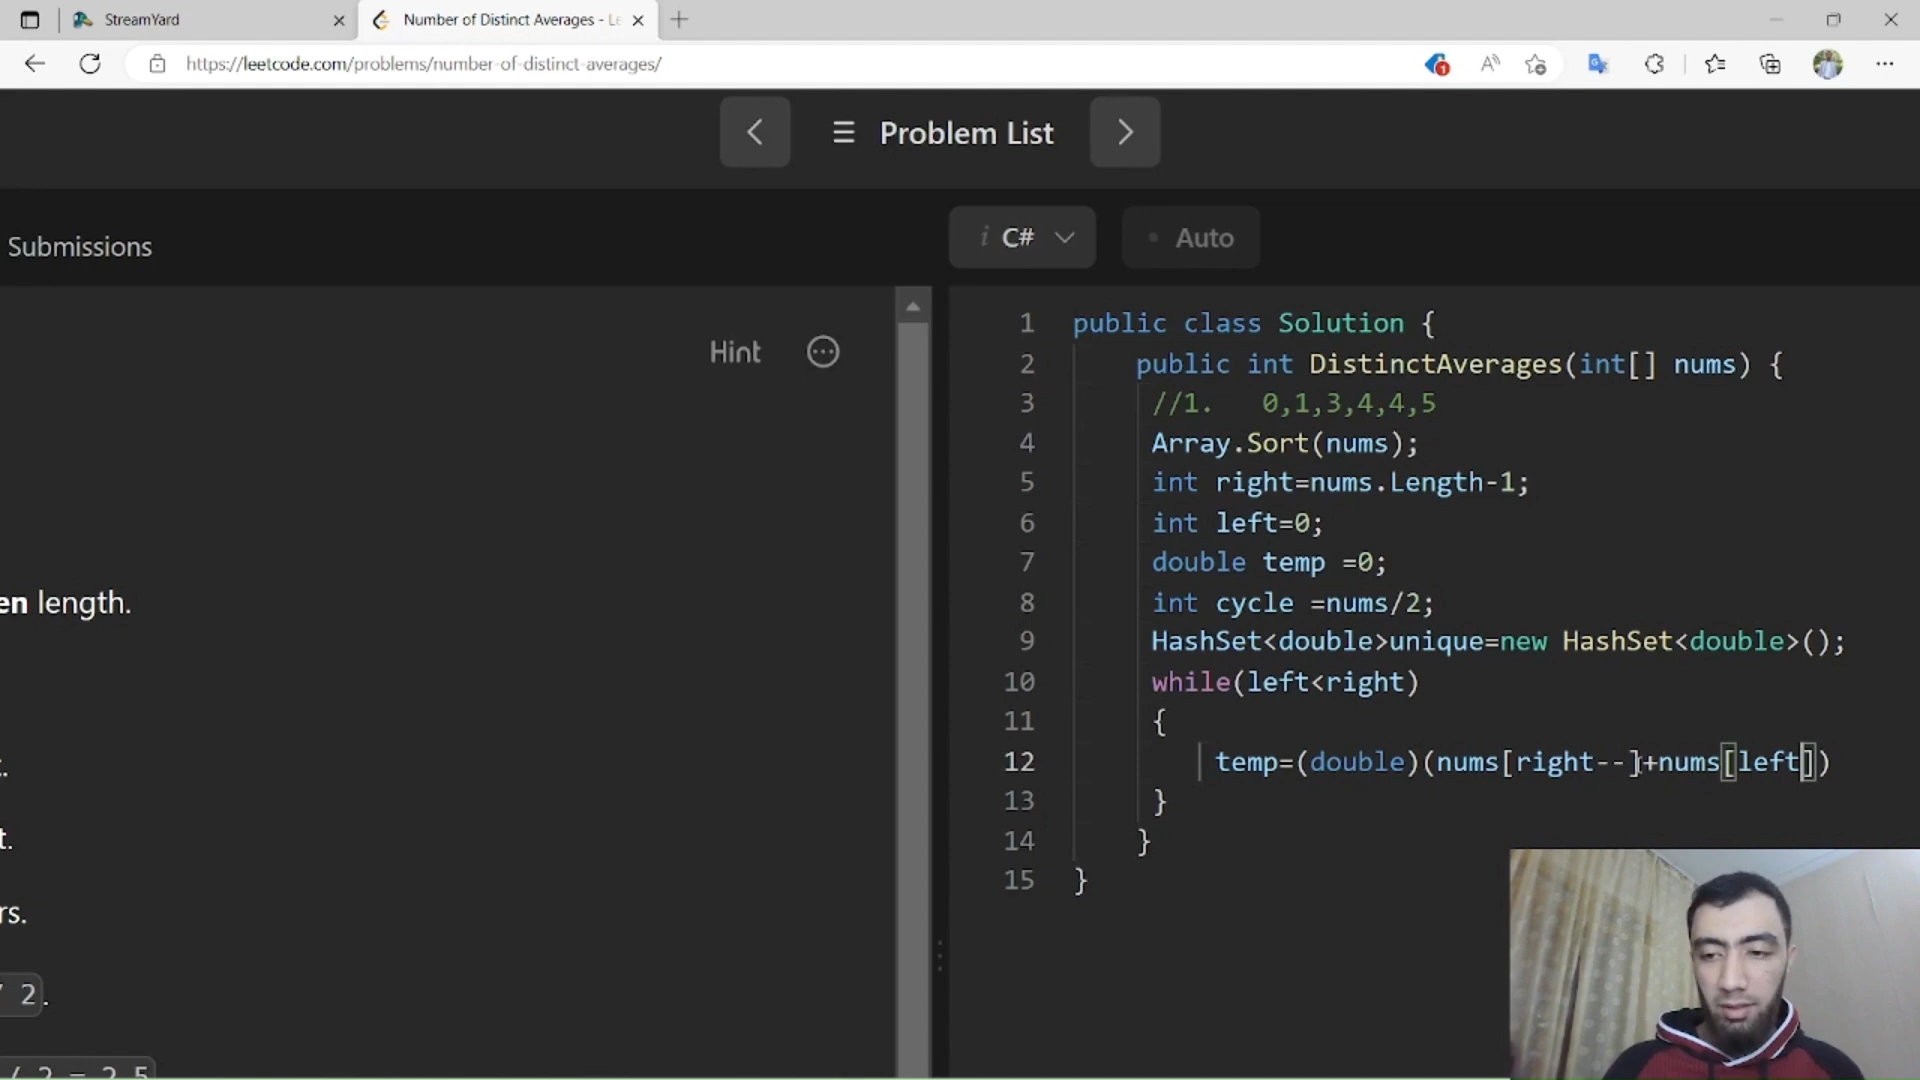 StreamYard
Number of Distinct Averages - Le
https://leetcode.com/problems/number-of-distinct-averages/
1
Problem List
Submissions
i C# Auto
Hint
en length.
t.
rs.
/ 2.
/ 2 = 2.5
1 public class Solution {
2 public int DistinctAverages(int[] nums) {
3 //1. 0,1,3,4,4,5
4 Array.Sort(nums);
5 int right=nums.Length-1;
6 int left=0;
7 double temp =0;
8 int cycle =nums/2;
9 HashSet<double>unique=new HashSet<double>();
10 while(left<right)
11 {
12 temp=(double)(nums[right--]+nums[left])
13 }
14 }
15 }